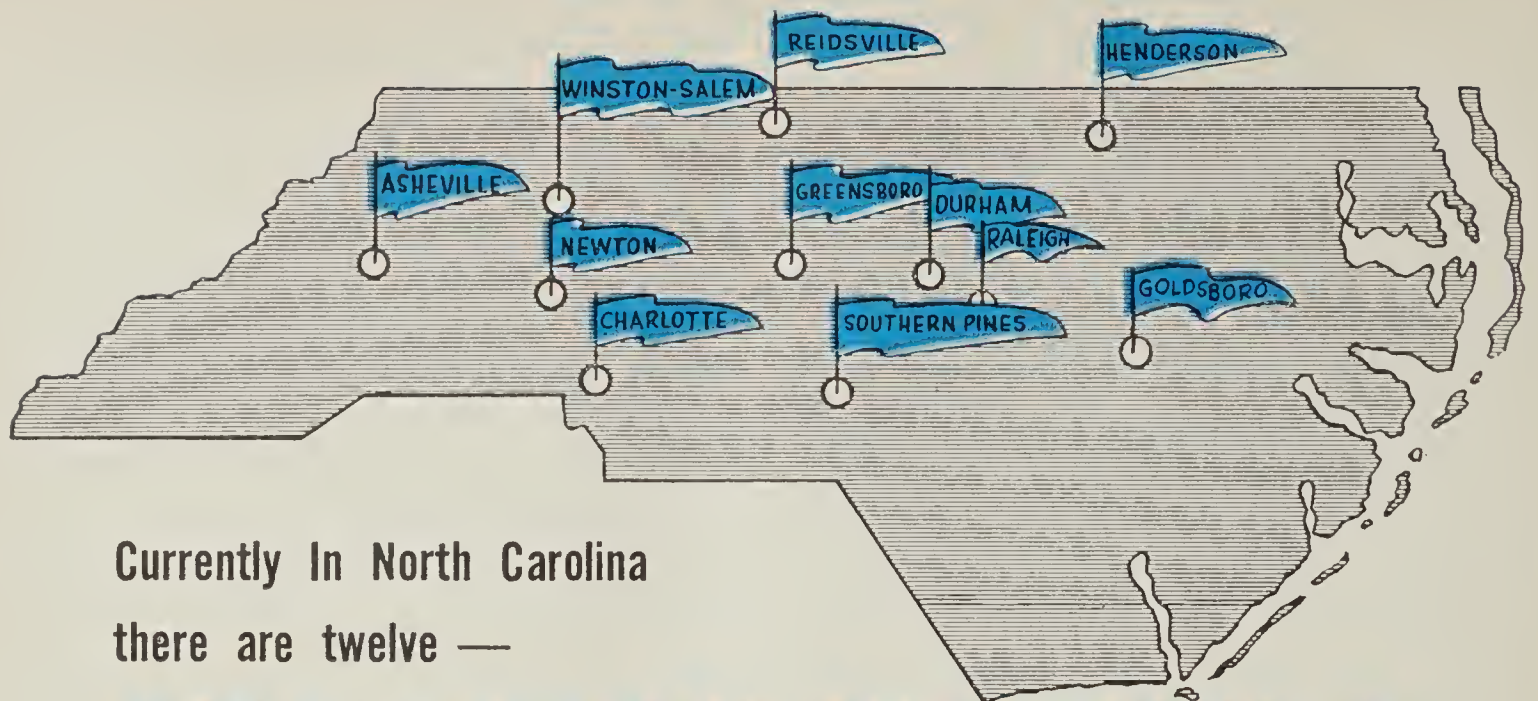 REIDSVILLE
HENDERSON
WINSTON-SALEM
ASHEVILLE
GREENSBORO
DURHAM
NEWTON
RALEIGH
GOLDSBORO
CHARLOTTE
SOUTHERN PINES
Currently In North Carolina
there are twelve —